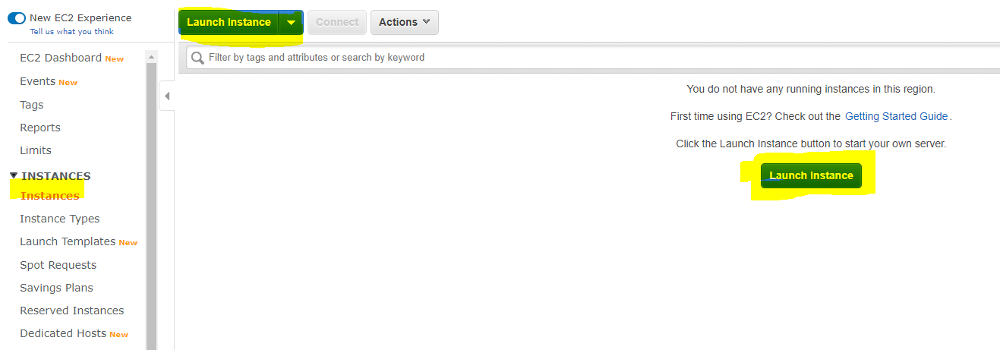 New EC2 Experience
Tell us what you think
EC2 Dashboard New
Events New
Tags
Reports
Limits
INSTANCES
Instances
Instance Types
Launch Templates New
Spot Requests
Savings Plans
Reserved Instances
Dedicated Hosts New
Launch Instance
Connect
Actions
Filter by tags and attributes or search by keyword
You do not have any running instances in this region.
First time using EC2? Check out the Getting Started Guide.
Click the Launch Instance button to start your own server.
Launch Instance